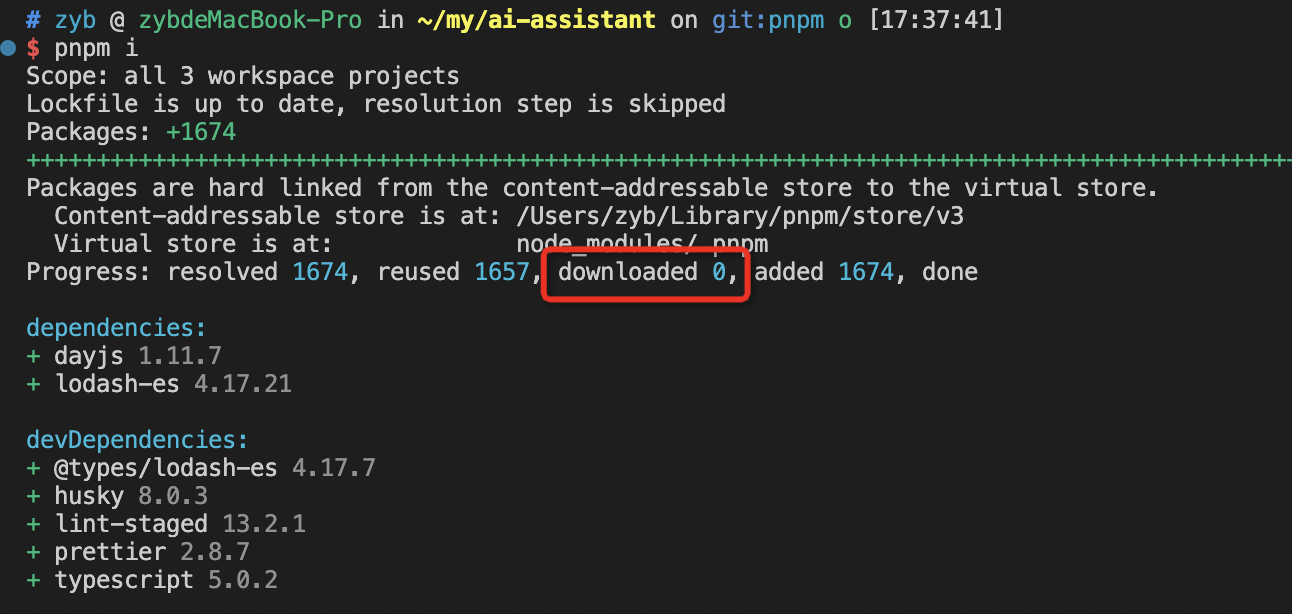 # zyb @ zybdeMacBook-Pro in ~/my/ai-assistant on git:pnpm o [17:37:41]
$ pnpm i
Scope: all 3 workspace projects
Lockfile is up to date, resolution step is skipped
Packages: +1674
++++++++++++++++++++++++++++++++++++++++++++++++++++++++++++++++++++++++++++++++++++++++++
Packages are hard linked from the content-addressable store to the virtual store.
  Content-addressable store is at: /Users/zyb/Library/pnpm/store/v3
  Virtual store is at:             node_modules/.pnpm
Progress: resolved 1674, reused 1657, downloaded 0, added 1674, done
dependencies:
+ dayjs 1.11.7
+ lodash-es 4.17.21
devDependencies:
+ @types/lodash-es 4.17.7
+ husky 8.0.3
+ lint-staged 13.2.1
+ prettier 2.8.7
+ typescript 5.0.2